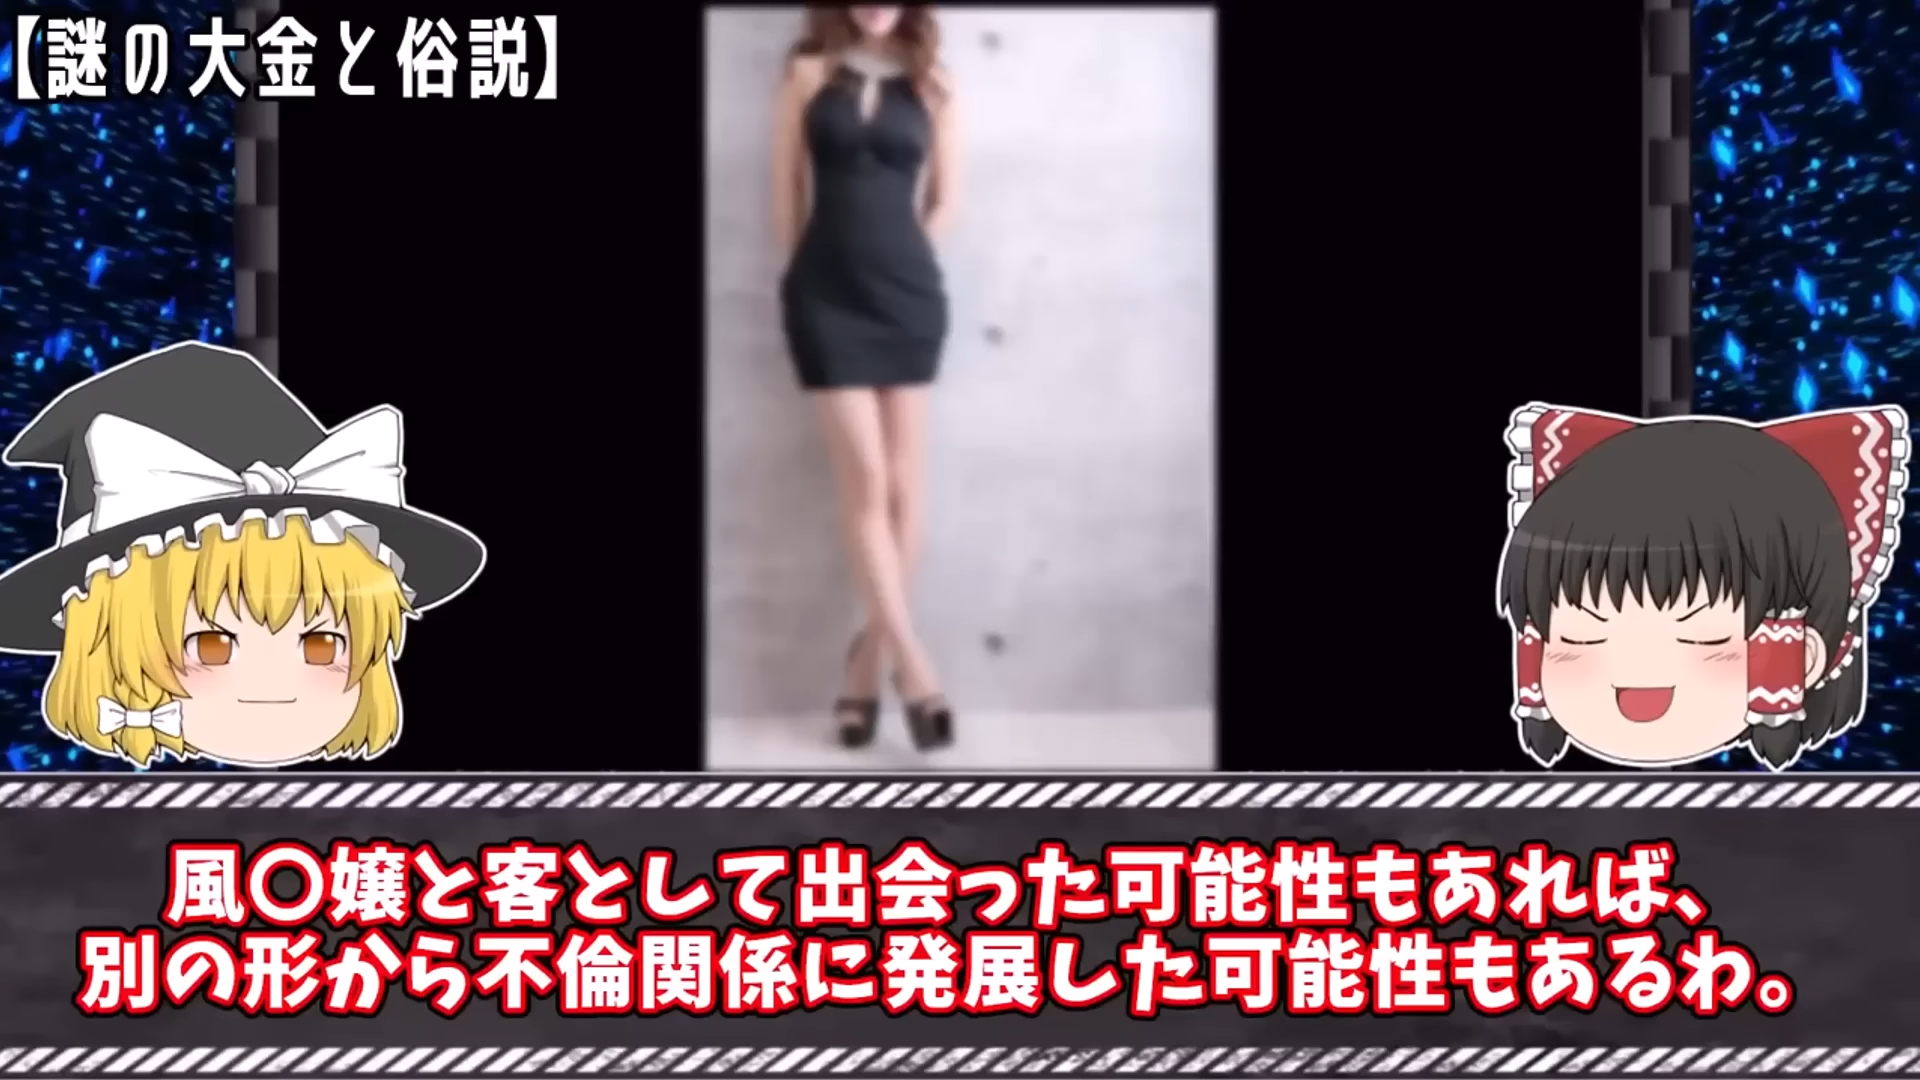 【謎の大金と俗説】
風〇嬢と客として出会った可能性もあれば、
別の形から不倫関係に発展した可能性もあるわ。